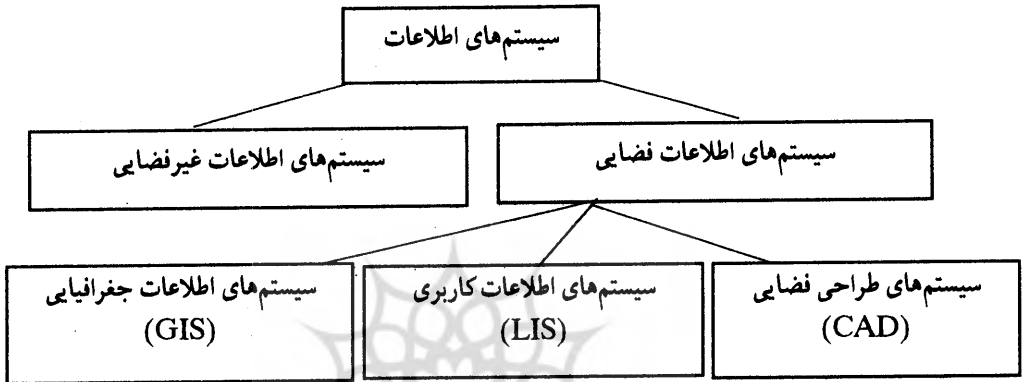 سیستم‌های اطلاعات
سیستم‌های اطلاعات فضایی
سیستم‌های اطلاعات غیرفضایی
سیستم‌های طراحی فضایی
(CAD)
سیستم‌های اطلاعات کاربری
(LIS)
سیستم‌های اطلاعات جغرافیایی
(GIS)